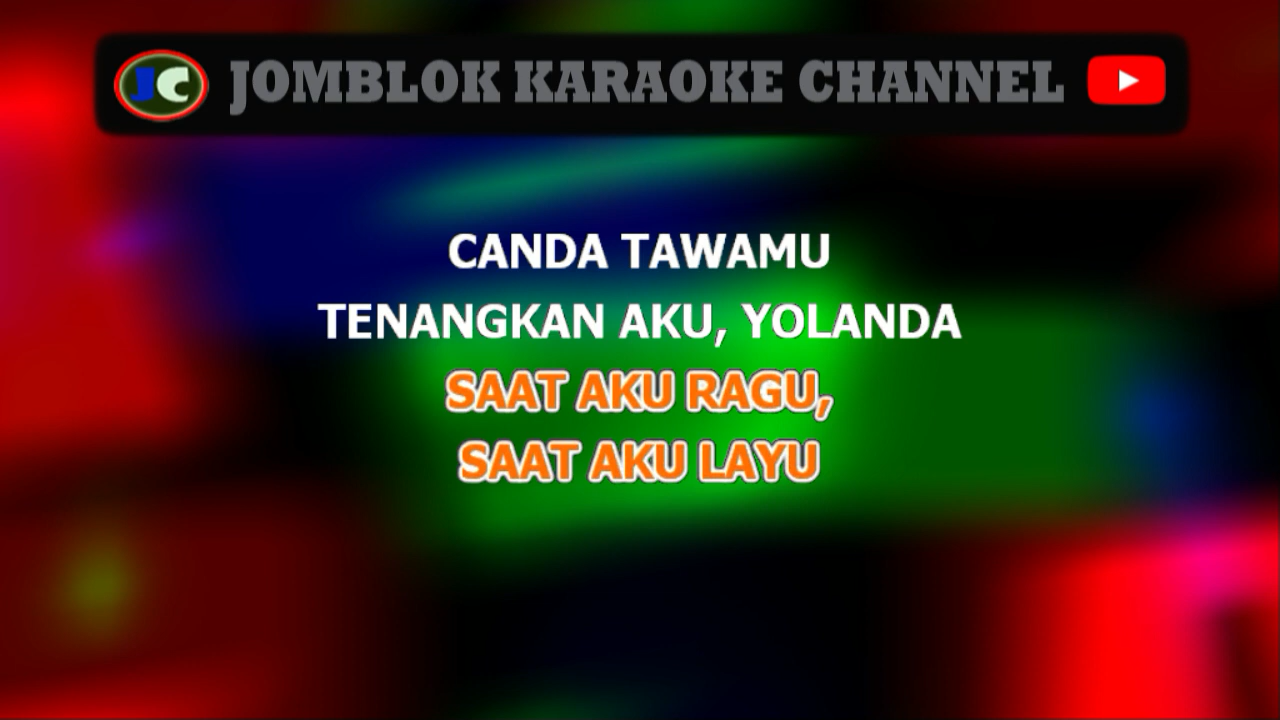 JC JOMBLOK KARAOKE CHANNEL
CANDA TAWAMU
TENANGKAN AKU, YOLANDA
SAAT AKU RAGU,
SAAT AKU LAYU